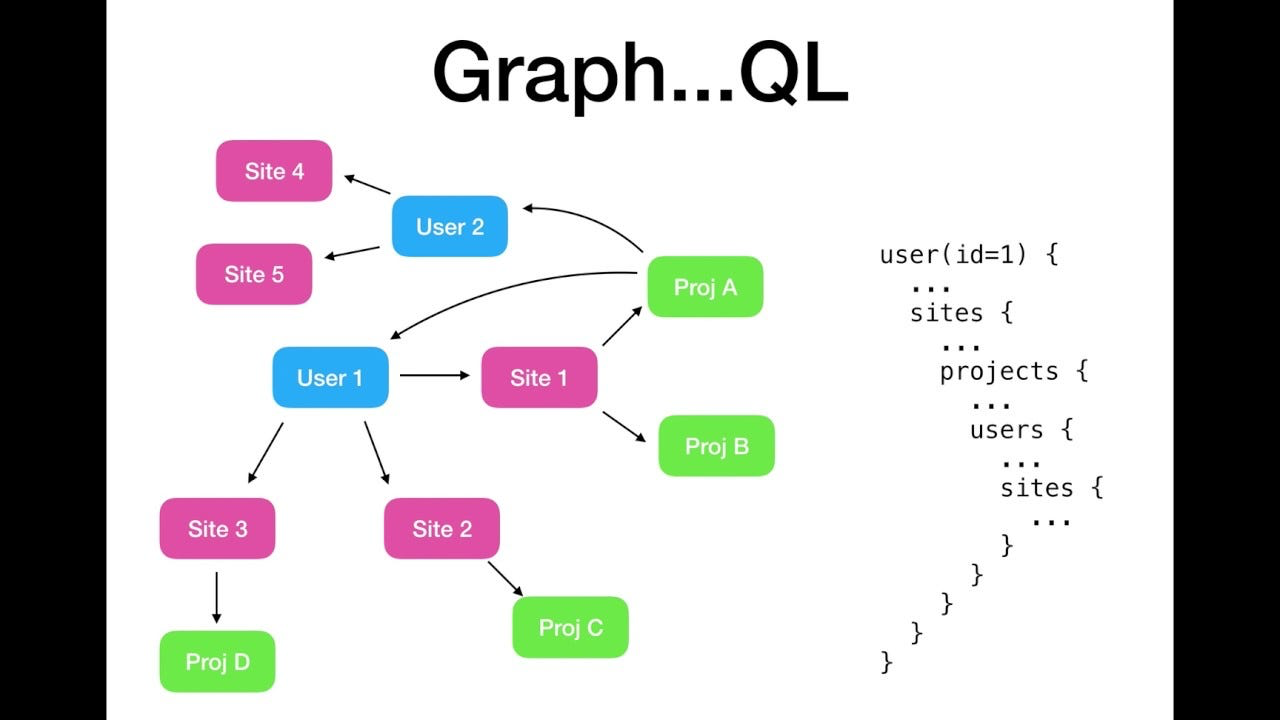 Graph...QL
Site 4
User 2
Site 5
Proj A
User 1
Site 1
Proj B
Site 3
Site 2
Proj C
Proj D
user(id=1) {
  ...
  sites {
    ...
    projects {
      ...
      users {
        ...
        sites {
          ...
        }
      }
    }
  }
}